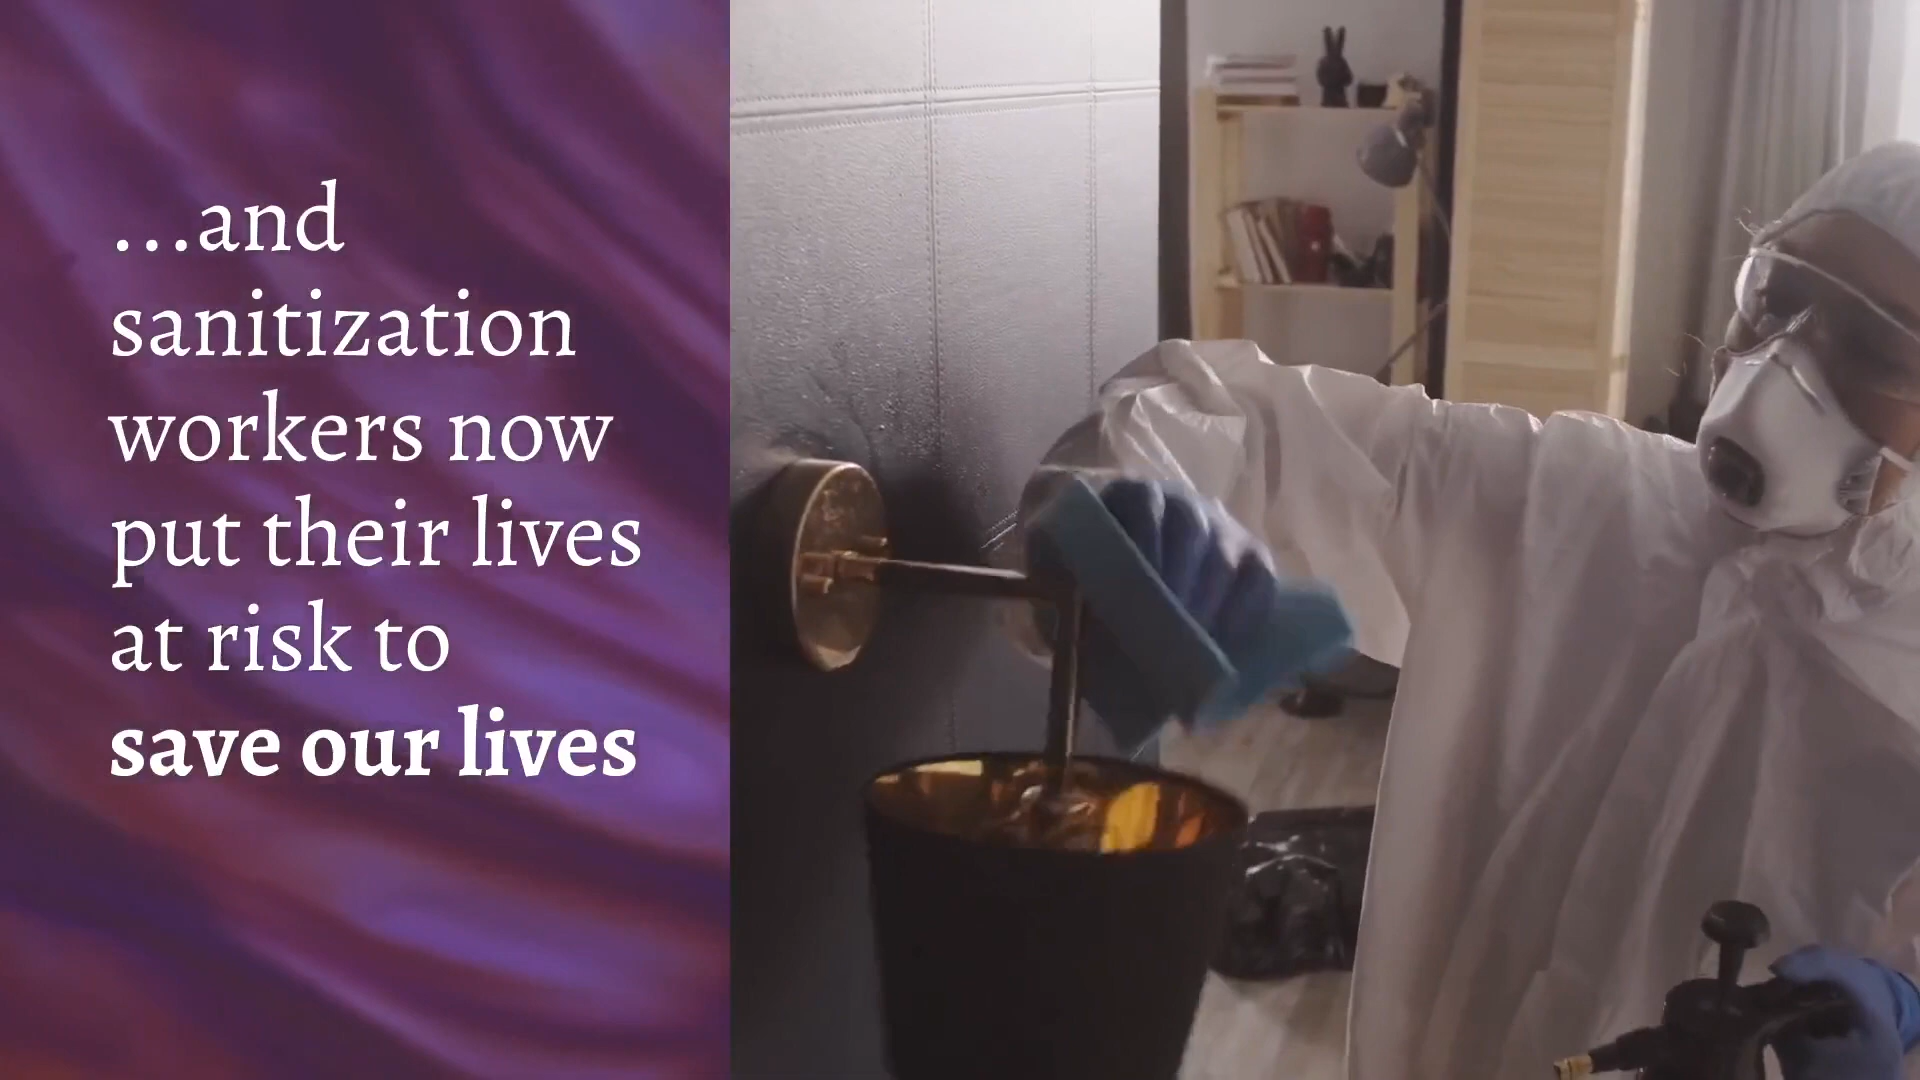 ...and
sanitization
workers now
put their lives
at risk to
save our lives